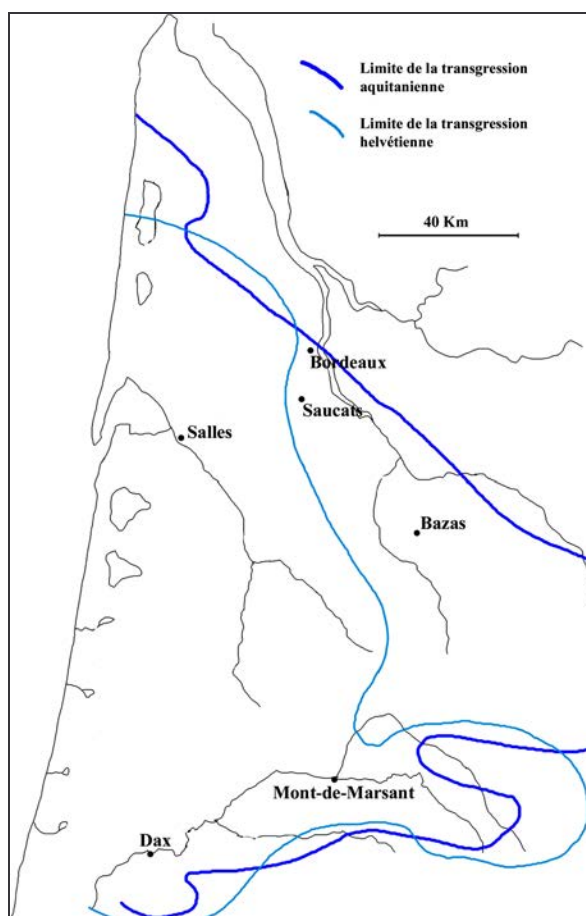 Limite de la transgression
aquitanienne
Limite de la transgression
helvétienne
40 Km
Bordeaux
Saucats
Salles
Bazas
Mont-de-Marsant
Dax